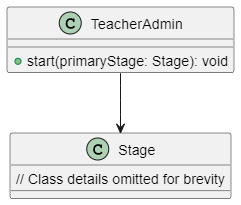 C TeacherAdmin
start(primaryStage: Stage): void
C Stage
// Class details omitted for brevity